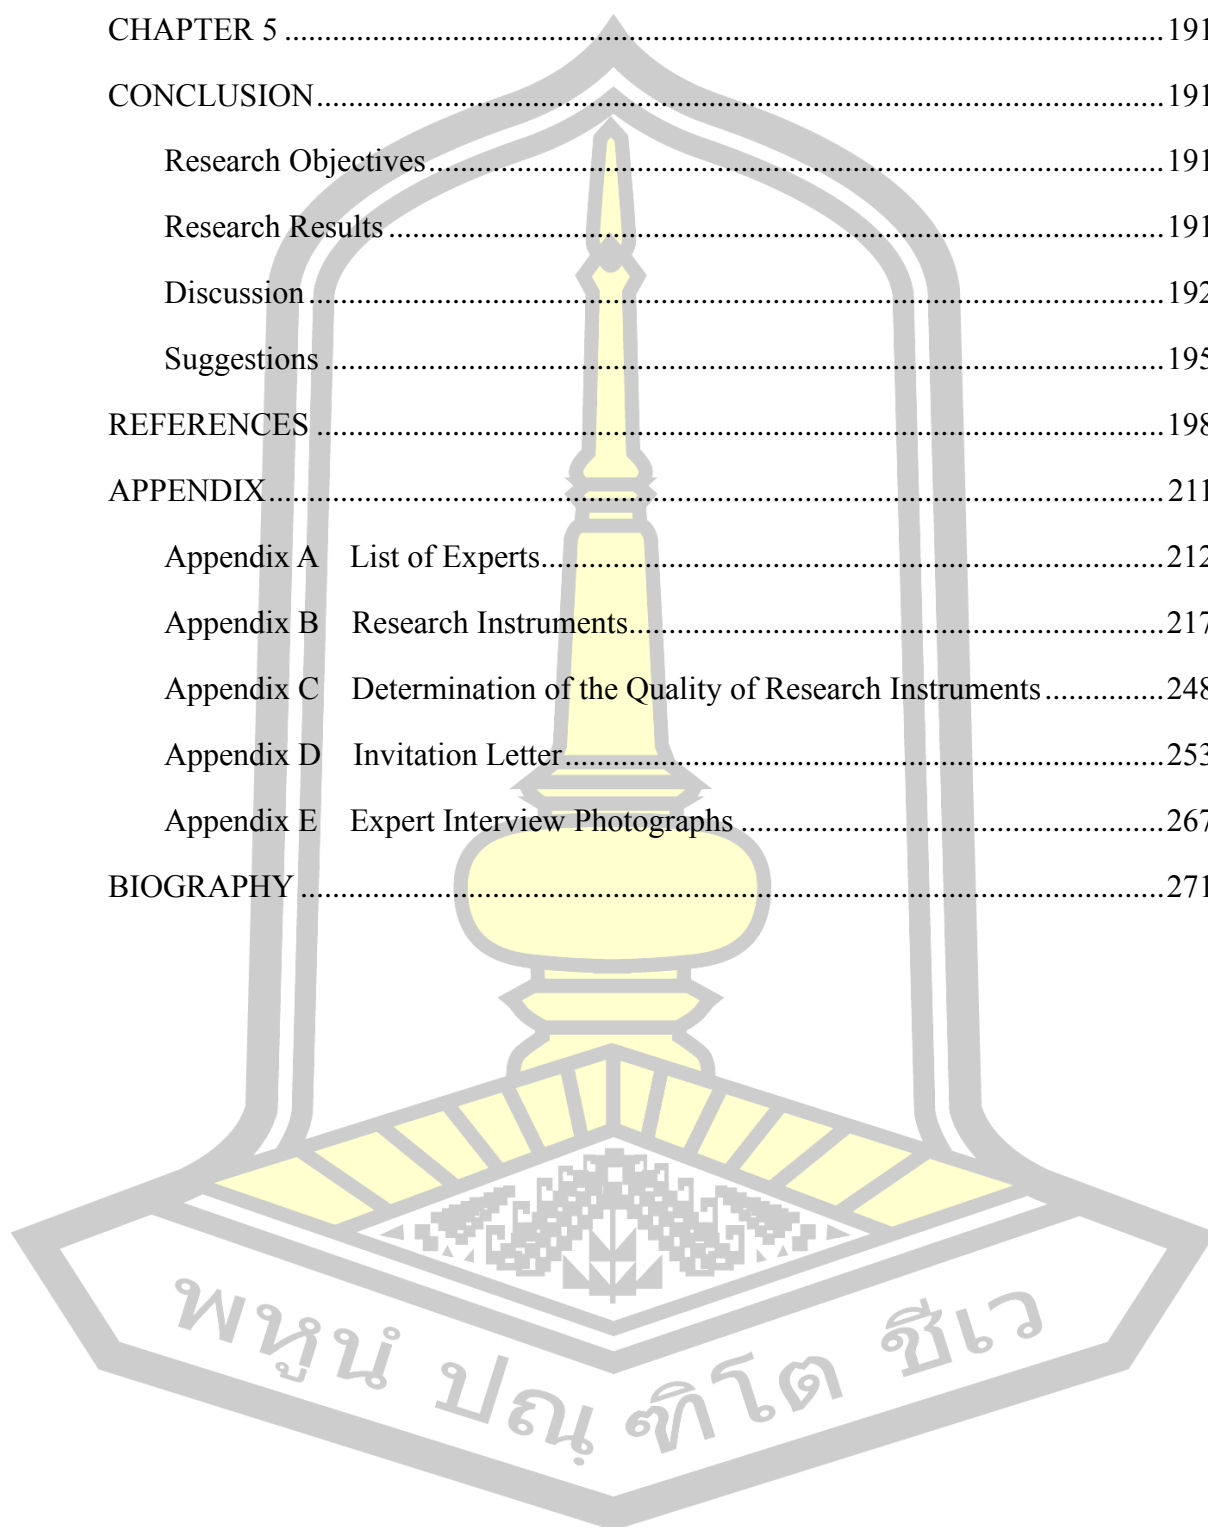 CHAPTER 5 ........................................................................................................ 191
CONCLUSION .................................................................................................... 191
Research Objectives ......................................................................................... 191
Research Results .............................................................................................. 191
Discussion ........................................................................................................ 192
Suggestions ...................................................................................................... 195
REFERENCES .................................................................................................... 198
APPENDIX .......................................................................................................... 211
Appendix A List of Experts ............................................................................ 212
Appendix B Research Instruments ................................................................. 217
Appendix C Determination of the Quality of Research Instruments .............. 248
Appendix D Invitation Letter ......................................................................... 253
Appendix E Expert Interview Photographs .................................................... 267
BIOGRAPHY ...................................................................................................... 271
พหูนํ ปณฺฑิโต ชีเว